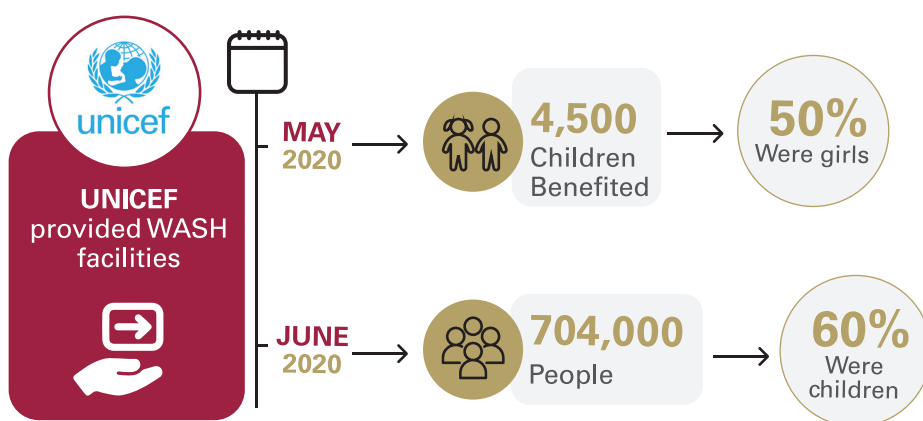 unicef
UNICEF
provided WASH
facilities
MAY
2020
4,500
Children
Benefited
50%
Were girls
JUNE
2020
704,000
People
60%
Were
children